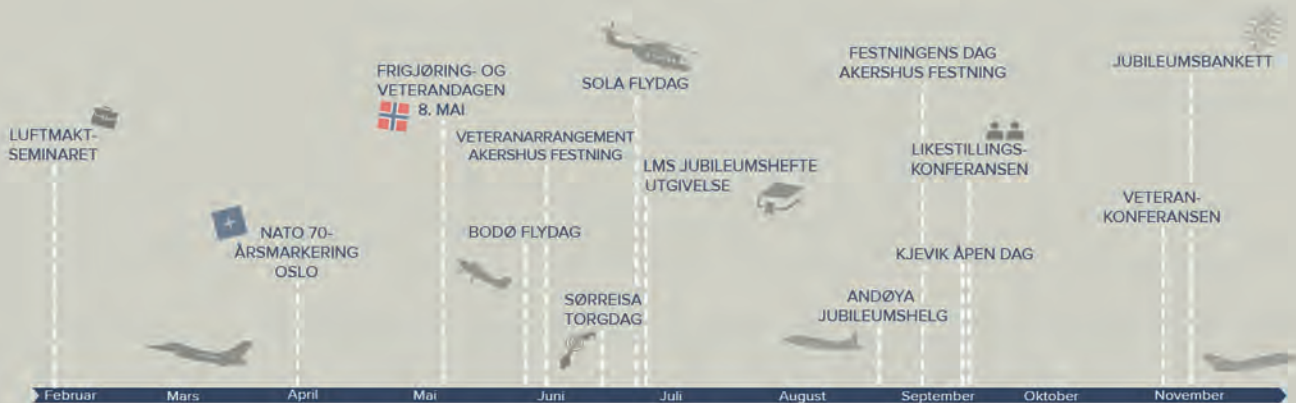 LUFTMAKT-
SEMINARET
NATO 70-
ÅRSMARKERING
OSLO
FRIGJØRING- OG
VETERANDAGEN
8. MAI
VETERANARRANGEMENT
AKERSHUS FESTNING
BODØ FLYDAG
SØRREISA
TORGDAG
SOLA FLYDAG
LMS JUBILEUMSHEFTE
UTGIVELSE
ANDØYA
JUBILEUMSHELG
FESTNINGENS DAG
AKERSHUS FESTNING
LIKESTILLINGS-
KONFERANSEN
KJEVIK ÅPEN DAG
VETERAN-
KONFERANSEN
JUBILEUMSBANKETT
Februar Mars April Mai Juni Juli August September Oktober November